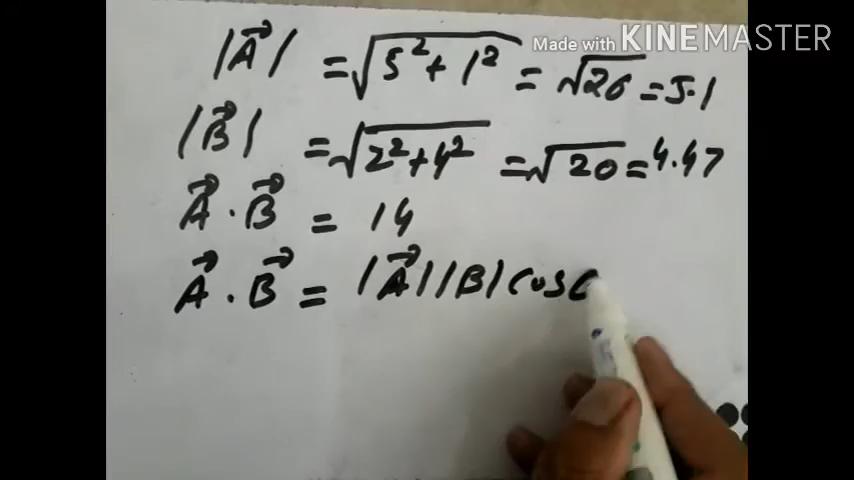 Made with KINEMASTER
|A⃗| = √5²+1² = √26 = 5.1
|B⃗| = √2²+4² = √20 = 4.47
A⃗ . B⃗ = 14
A⃗ . B⃗ = |A⃗||B|cos